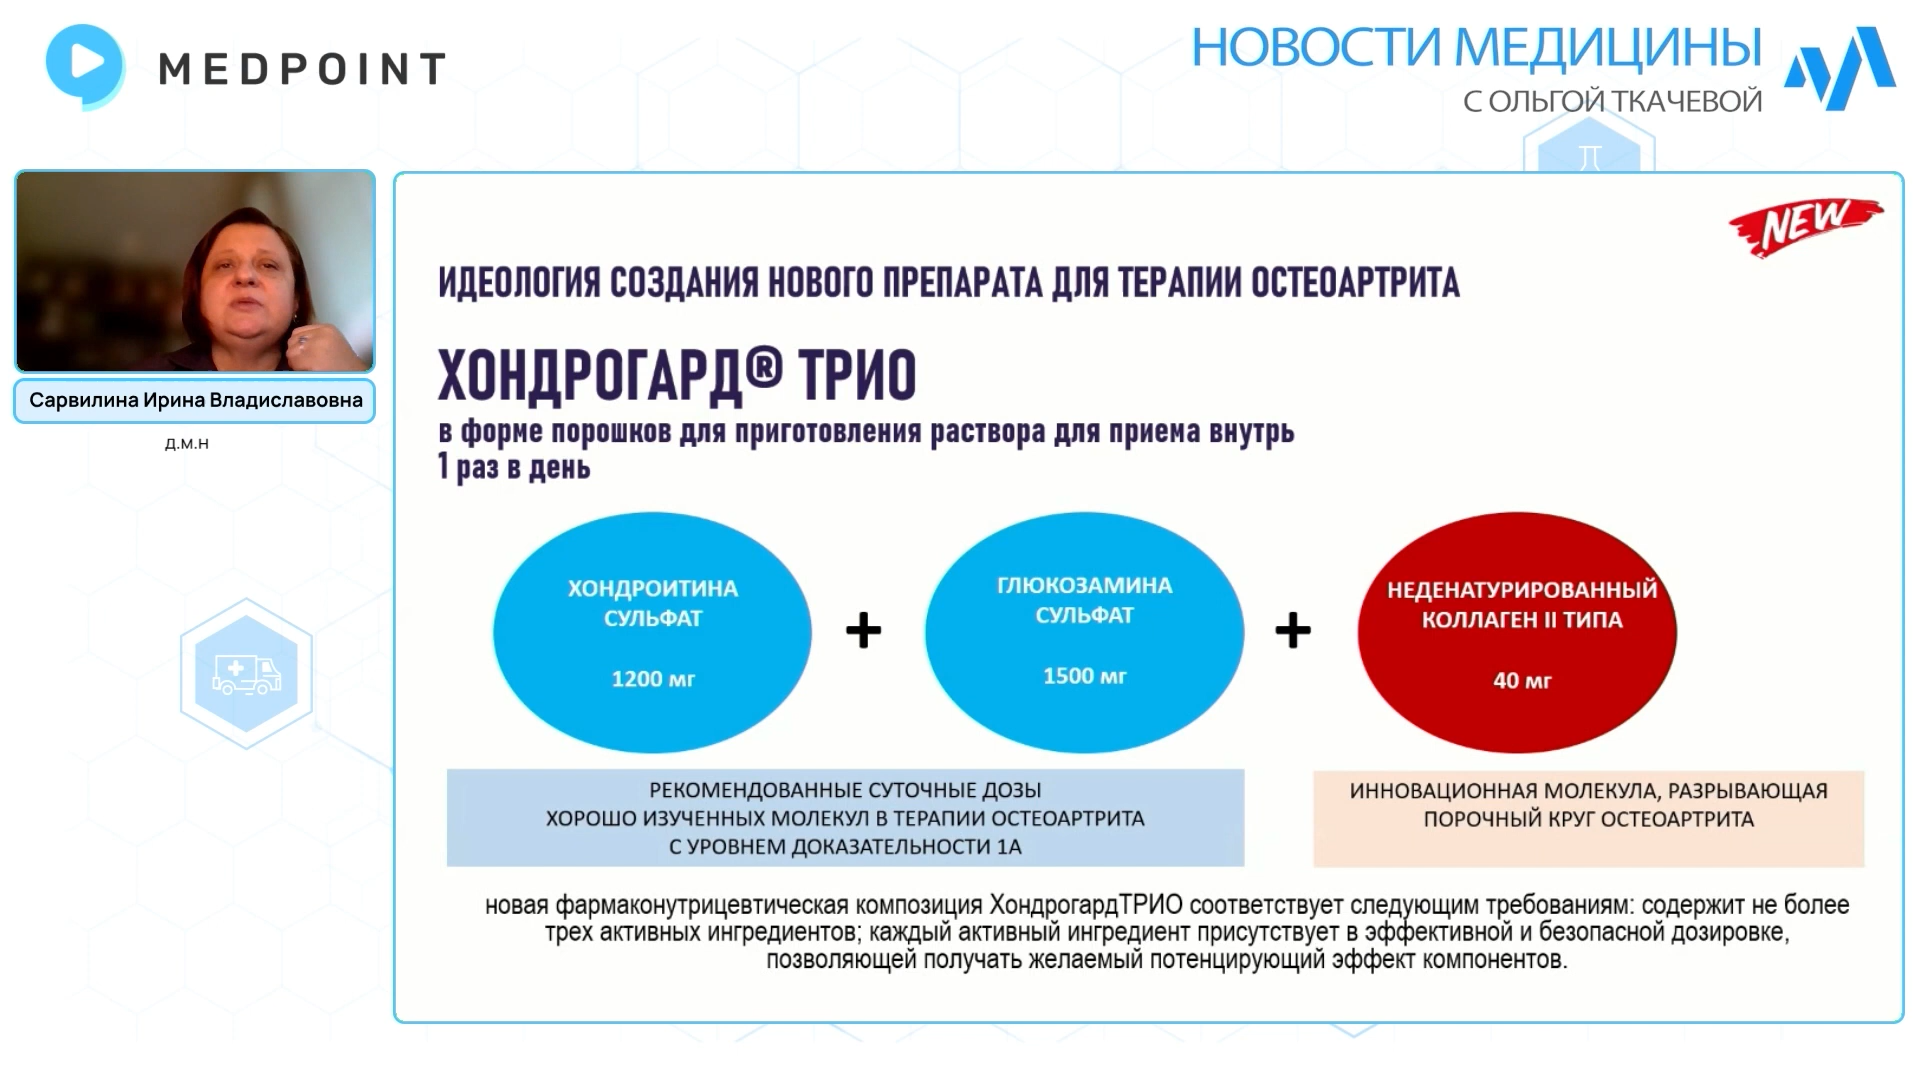 MEDPOINT
НОВОСТИ МЕДИЦИНЫ
С ОЛЬГОЙ ТКАЧЕВОЙ
Сарвилина Ирина Владиславовна
Д.М.Н
NEW
ИДЕОЛОГИЯ СОЗДАНИЯ НОВОГО ПРЕПАРАТА ДЛЯ ТЕРАПИИ ОСТЕОАРТРИТА
ХОНДРОГАРД® ТРИО
в форме порошков для приготовления раствора для приема внутрь
1 раз в день
ХОНДРОИТИНА
СУЛЬФАТ
1200 мг
+
ГЛЮКОЗАМИНА
СУЛЬФАТ
1500 мг
+
НЕДЕНАТУРИРОВАННЫЙ
КОЛЛАГЕН II ТИПА
40 мг
РЕКОМЕНДОВАННЫЕ СУТОЧНЫЕ ДОЗЫ
ХОРОШО ИЗУЧЕННЫХ МОЛЕКУЛ В ТЕРАПИИ ОСТЕОАРТРИТА
С УРОВНЕМ ДОКАЗАТЕЛЬНОСТИ 1А
ИННОВАЦИОННАЯ МОЛЕКУЛА, РАЗРЫВАЮЩАЯ
ПОРОЧНЫЙ КРУГ ОСТЕОАРТРИТА
новая фармаконутрицевтическая композиция ХондрогардТРИО соответствует следующим требованиям: содержит не более
трех активных ингредиентов; каждый активный ингредиент присутствует в эффективной и безопасной дозировке,
позволяющей получать желаемый потенцирующий эффект компонентов.